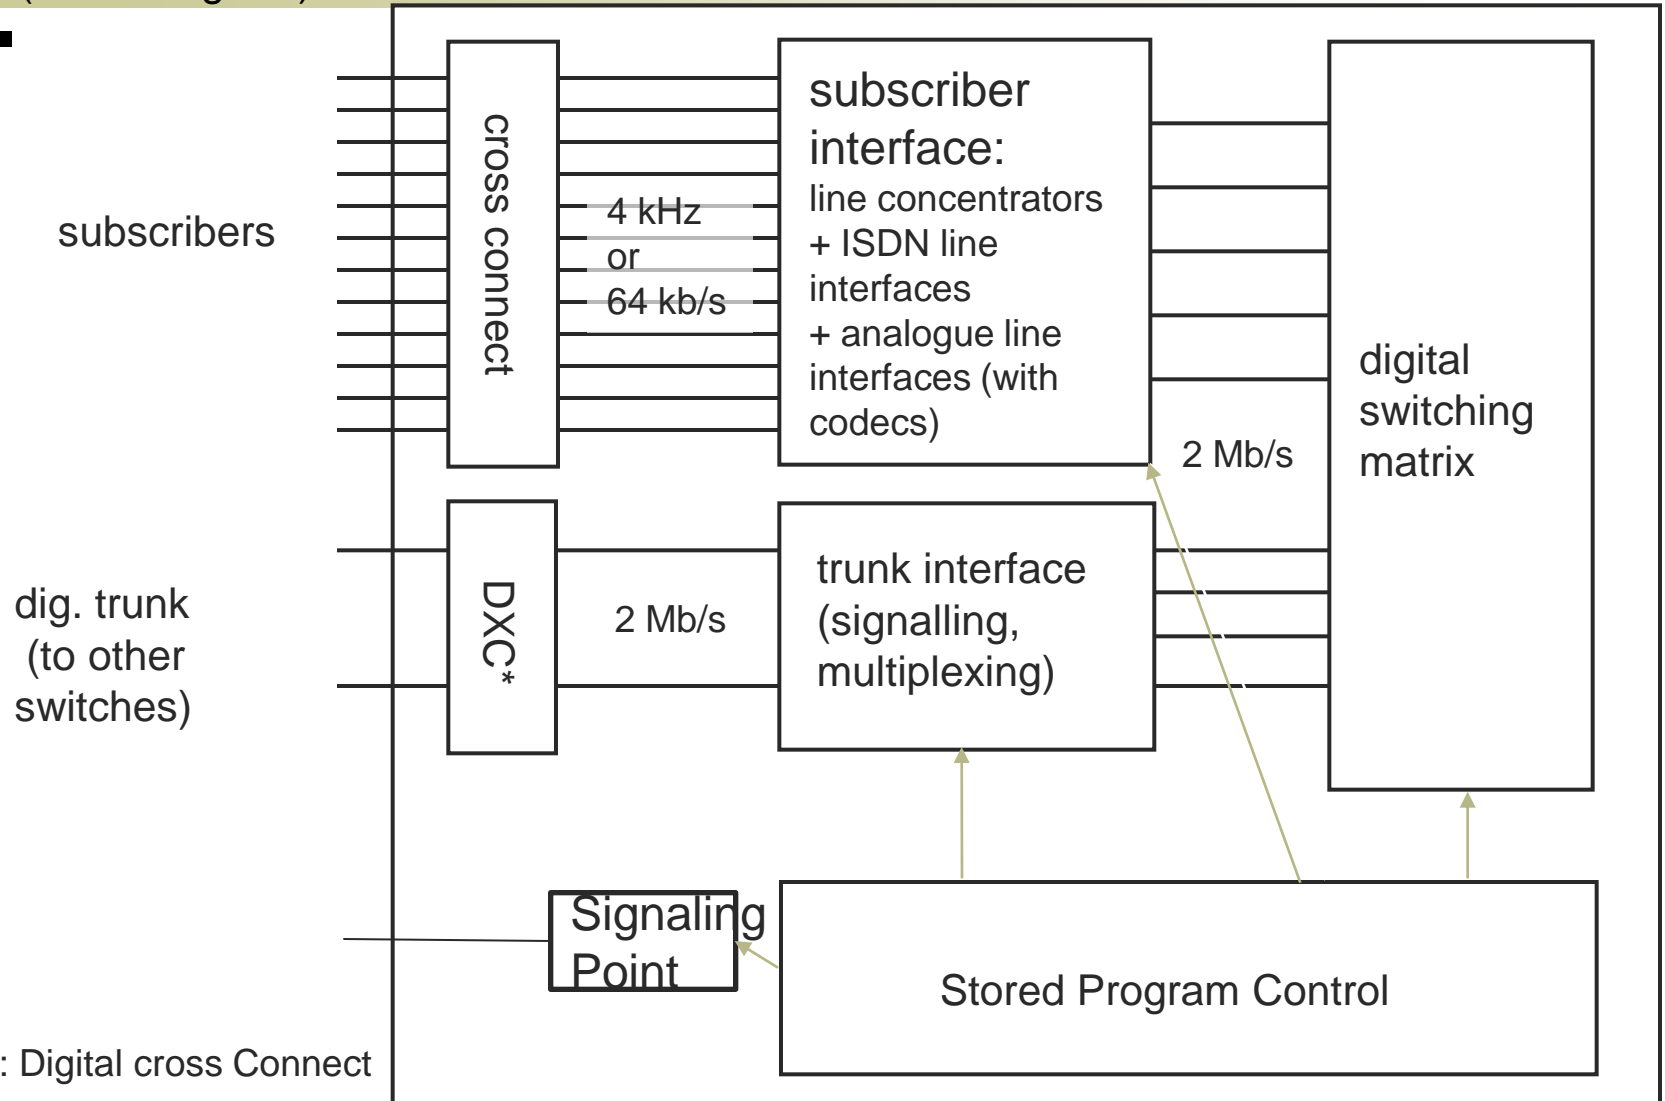 subscribers
cross connect
4 kHz
or
64 kb/s
subscriber
interface:
line concentrators
+ ISDN line
interfaces
+ analogue line
interfaces (with
codecs)
2 Mb/s
digital
switching
matrix
dig. trunk
(to other
switches)
DXC*
2 Mb/s
trunk interface
(signalling,
multiplexing)
Signaling
Point
Stored Program Control
: Digital cross Connect